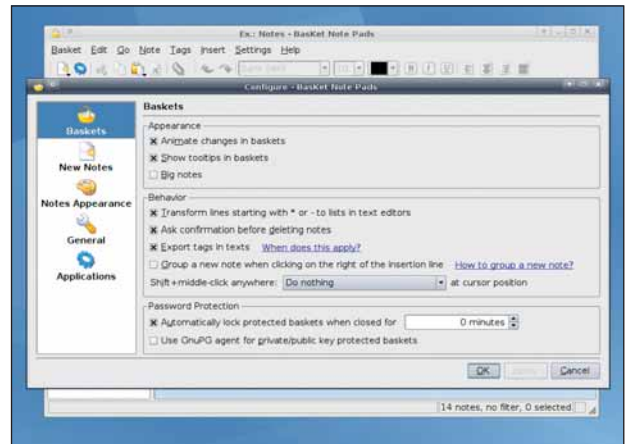 Ex.: Notes - BasKet Note Pads
Basket Edit Go Note Tags Insert Settings Help
Configure - BasKet Note Pads
Baskets
New Notes
Notes Appearance
General
Applications
Baskets
Appearance
Animate changes in baskets
Show tooltips in baskets
Big notes
Behavior
Transform lines starting with * or - to lists in text editors
Ask confirmation before deleting notes
Export tags in texts When does this apply?
Group a new note when clicking on the right of the insertion line How to group a new note?
Shift+middle-click anywhere: Do nothing at cursor position
Password Protection
Automatically lock protected baskets when closed for 0 minutes
Use GnuPG agent for private/public key protected baskets
OK Cancel
14 notes, no filter, 0 selected